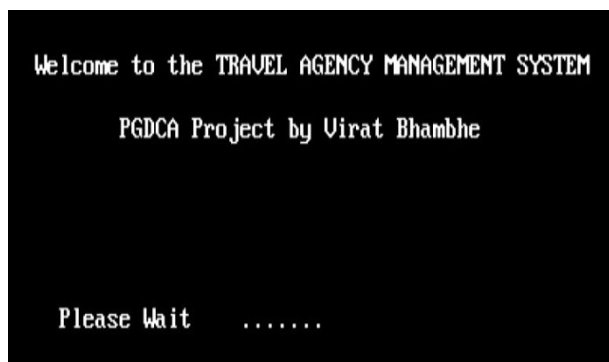 Welcome to the TRAVEL AGENCY MANAGEMENT SYSTEM
PGDCA Project by Virat Bhambhe
Please Wait .......